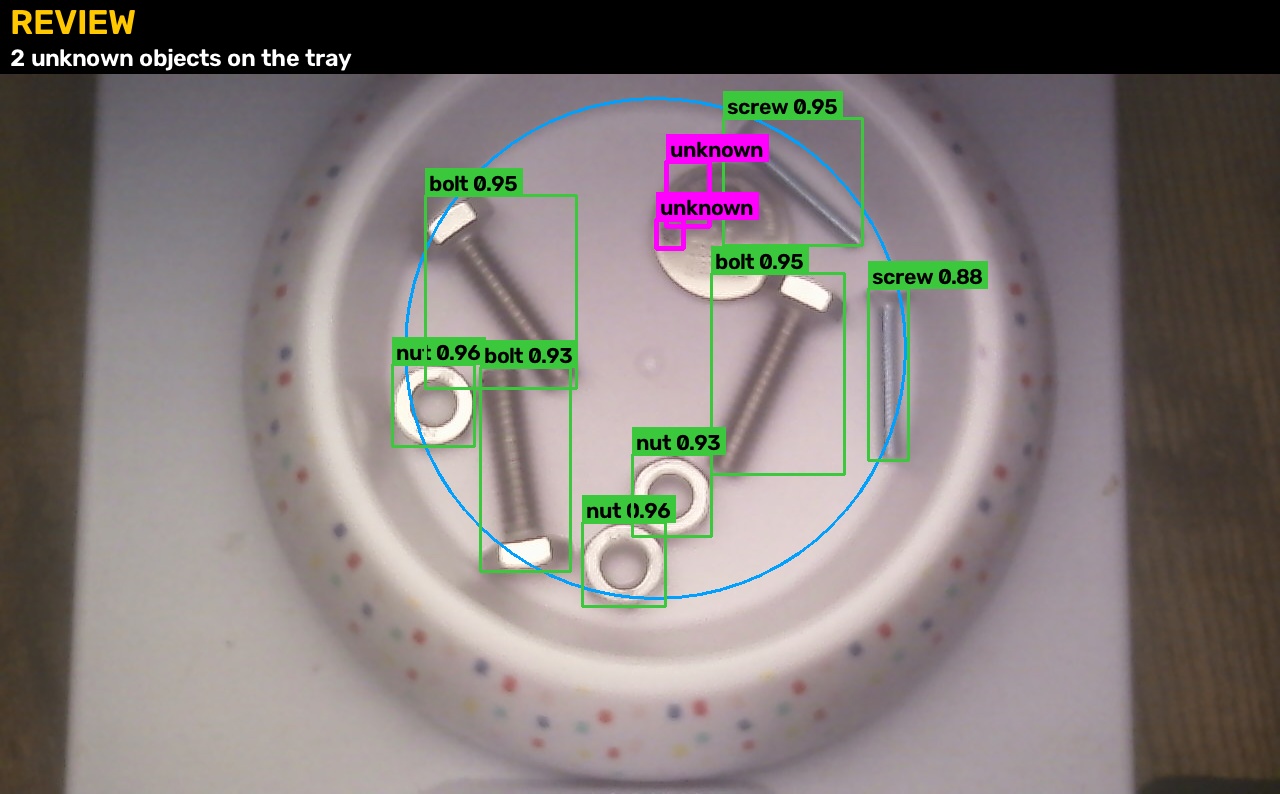 REVIEW
2 unknown objects on the tray
screw 0.95
unknown
bolt 0.95
unknown
bolt 0.95
screw 0.88
nut 0.96
bolt 0.93
nut 0.93
nut 0.96